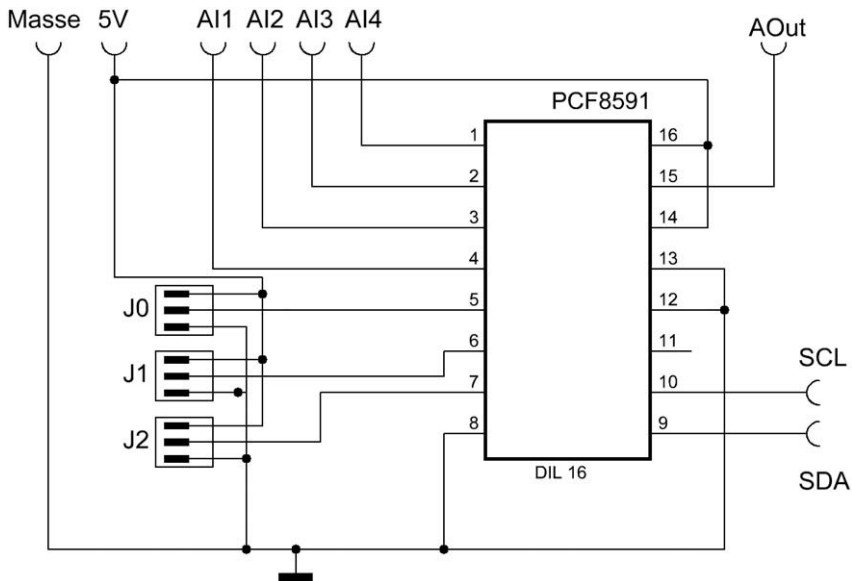 Masse 5V AI1 AI2 AI3 AI4 AOut
PCF8591
1 16
2 15
3 14
4 13
J0 5 12
6 11
J1 SCL
7 10
J2 8 9
DIL 16 SDA